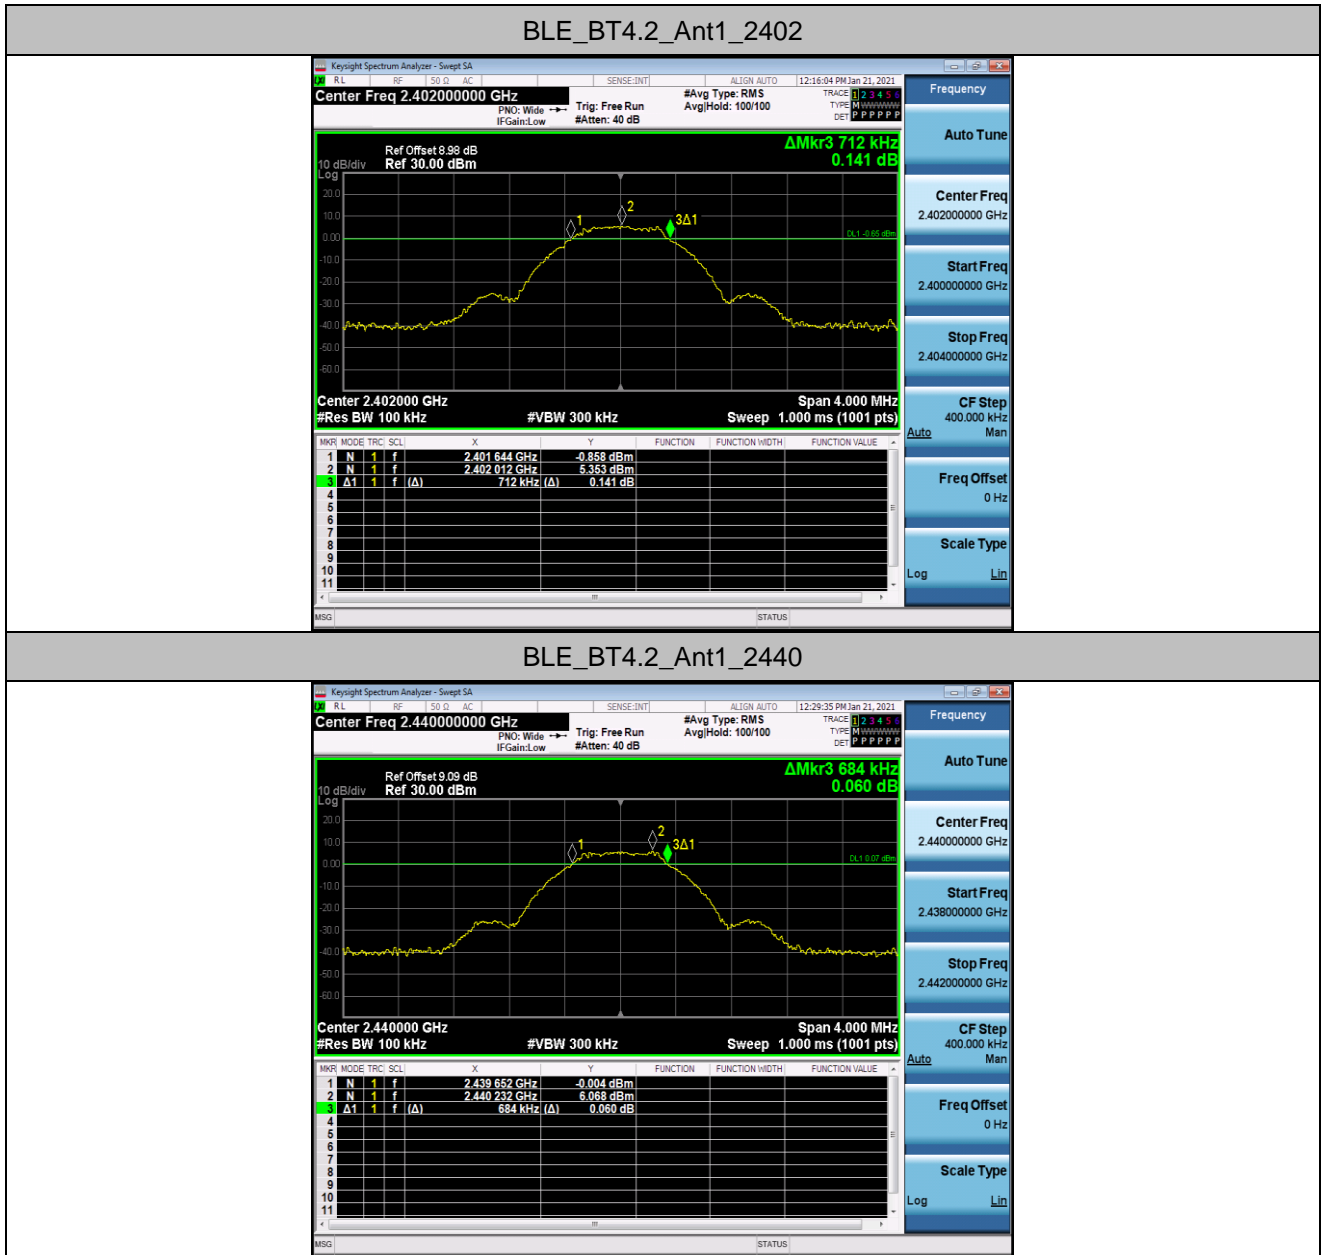 BLE_BT4.2_Ant1_2402
Keysight Spectrum Analyzer - Swept SA
RL RF 50 Ω AC SENSE:INT ALIGN AUTO 12:16:04 PM Jan 21, 2021
Center Freq 2.402000000 GHz
PNO: Wide
IFGain:Low
Trig: Free Run
#Atten: 40 dB
#Avg Type: RMS
Avg|Hold: 100/100
TRACE 1 2 3 4 5 6
TYPE M WWWWW
DET P P P P P P
Frequency
Auto Tune
Center Freq
2.402000000 GHz
Start Freq
2.400000000 GHz
Stop Freq
2.404000000 GHz
CF Step
400.000 kHz
Auto Man
Freq Offset
0 Hz
Scale Type
Log Lin
ΔMkr3 712 kHz
0.141 dB
Ref Offset 8.98 dB
10 dB/div Ref 30.00 dBm
Log
20.0
10.0
0.00
-10.0
-20.0
-30.0
-40.0
-50.0
-60.0
1
2
3Δ1
DL1 -0.65 dBm
Center 2.402000 GHz Span 4.000 MHz
#Res BW 100 kHz #VBW 300 kHz Sweep 1.000 ms (1001 pts)
MKR MODE TRC SCL X Y FUNCTION FUNCTION WIDTH FUNCTION VALUE
1 N 1 f 2.401 644 GHz -0.858 dBm
2 N 1 f 2.402 012 GHz 5.353 dBm
3 Δ1 1 f (Δ) 712 kHz (Δ) 0.141 dB
4
5
6
7
8
9
10
11
MSG STATUS
BLE_BT4.2_Ant1_2440
Keysight Spectrum Analyzer - Swept SA
RL RF 50 Ω AC SENSE:INT ALIGN AUTO 12:29:35 PM Jan 21, 2021
Center Freq 2.440000000 GHz
PNO: Wide
IFGain:Low
Trig: Free Run
#Atten: 40 dB
#Avg Type: RMS
Avg|Hold: 100/100
TRACE 1 2 3 4 5 6
TYPE M WWWWW
DET P P P P P P
Frequency
Auto Tune
Center Freq
2.440000000 GHz
Start Freq
2.438000000 GHz
Stop Freq
2.442000000 GHz
CF Step
400.000 kHz
Auto Man
Freq Offset
0 Hz
Scale Type
Log Lin
ΔMkr3 684 kHz
0.060 dB
Ref Offset 9.09 dB
10 dB/div Ref 30.00 dBm
Log
20.0
10.0
0.00
-10.0
-20.0
-30.0
-40.0
-50.0
-60.0
1
2
3Δ1
DL1 0.07 dBm
Center 2.440000 GHz Span 4.000 MHz
#Res BW 100 kHz #VBW 300 kHz Sweep 1.000 ms (1001 pts)
MKR MODE TRC SCL X Y FUNCTION FUNCTION WIDTH FUNCTION VALUE
1 N 1 f 2.439 652 GHz -0.004 dBm
2 N 1 f 2.440 232 GHz 6.068 dBm
3 Δ1 1 f (Δ) 684 kHz (Δ) 0.060 dB
4
5
6
7
8
9
10
11
MSG STATUS